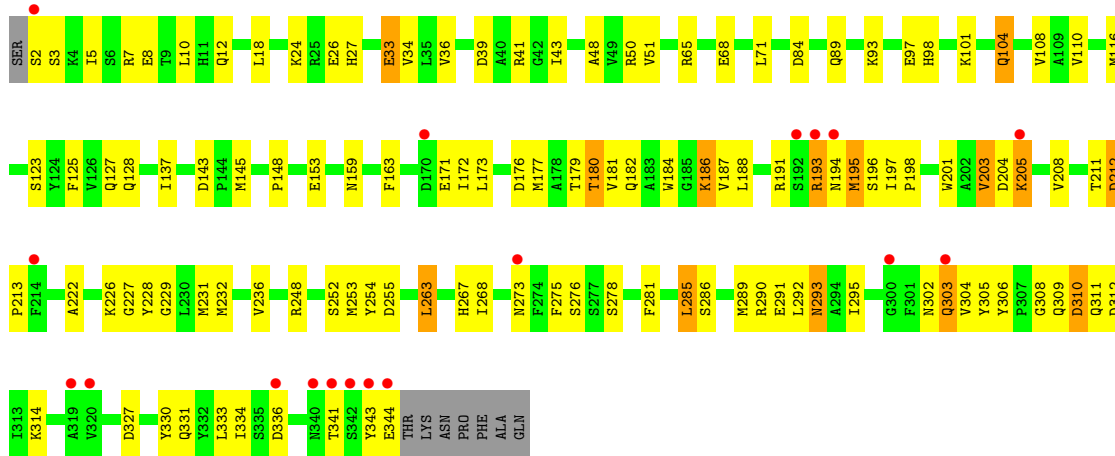 SER S2 S3 K4 I5 S6 R7 E8 T9 L10 H11 Q12 L18 K24 R25 E26 H27 E33 V34 L35 V36 D39 A40 R41 G42 I43 A48 V49 R50 V51 R65 E68 L71 D84 Q89 K93 E97 H98 K101 Q104 V108 A109 V110 M116
S123 Y124 F125 V126 Q127 Q128 I137 D143 P144 M145 P148 E153 N159 F163 D170 E171 I172 L173 D176 M177 A178 T179 T180 V181 Q182 A183 W184 G185 K186 V187 L188 R191 S192 R193 N194 M195 S196 I197 P198 W201 A202 V203 D204 K205 V208 T211
P213 F214 A222 K226 G227 Y228 G229 L230 M231 M232 V236 R248 S252 M253 Y254 D255 L263 H267 I268 N273 F274 F275 S276 S277 S278 F281 L285 S286 M289 R290 E291 L292 N293 A294 I295 G300 F301 N302 Q303 V304 Y305 Y306 P307 G308 Q309 D310 Q311
I313 K314 A319 V320 D327 Y330 Q331 Y332 L333 I334 S335 D336 N340 T341 S342 Y343 E344 THR LYS ASN PRO PHE ALA GLN